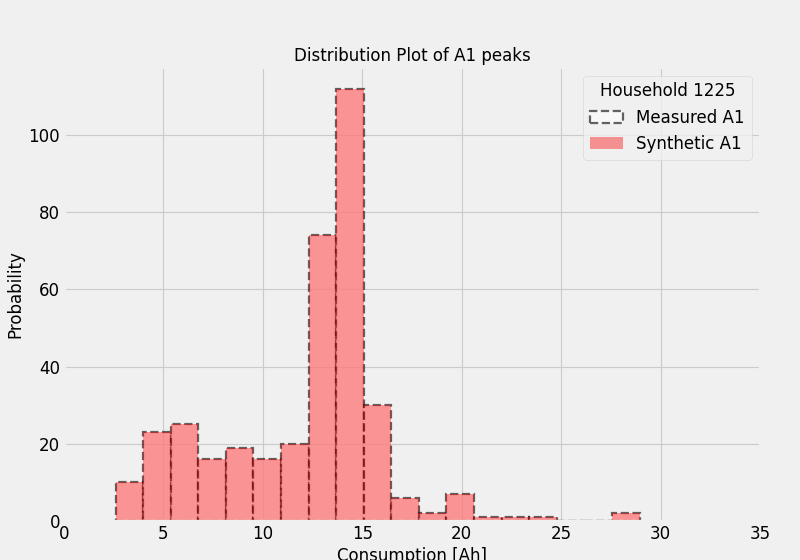 Distribution Plot of A1 peaks
Household 1225
Measured A1
Synthetic A1
Probability
100
80
60
40
20
0
0 5 10 15 20 25 30 35
Consumption [Ah]